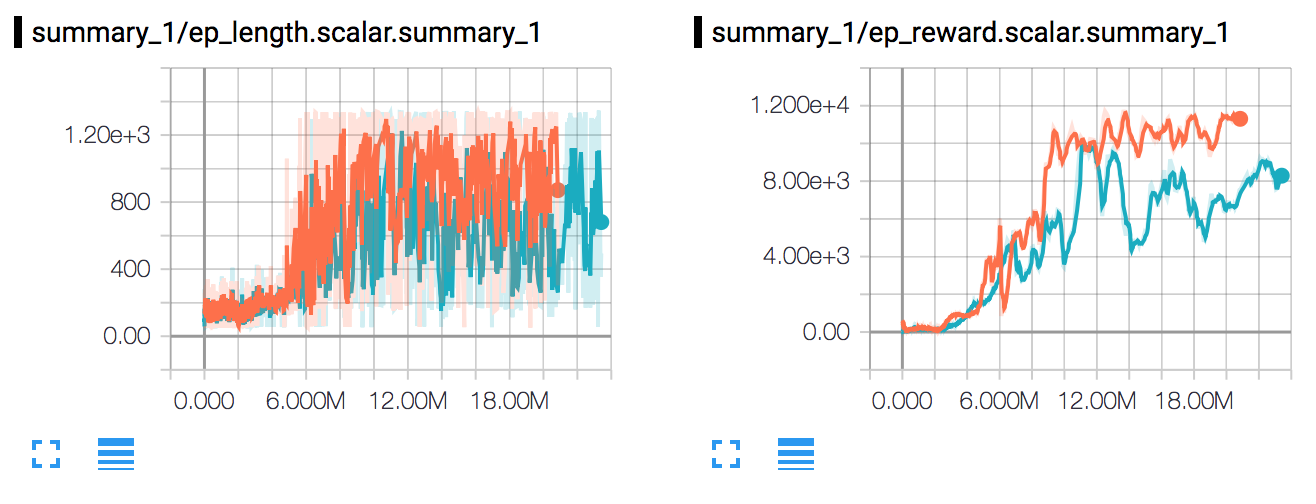 summary_1/ep_length.scalar.summary_1
1.20e+3
800
400
0.00
0.000 6.000M 12.00M 18.00M
summary_1/ep_reward.scalar.summary_1
1.200e+4
8.00e+3
4.00e+3
0.00
0.000 6.000M 12.00M 18.00M